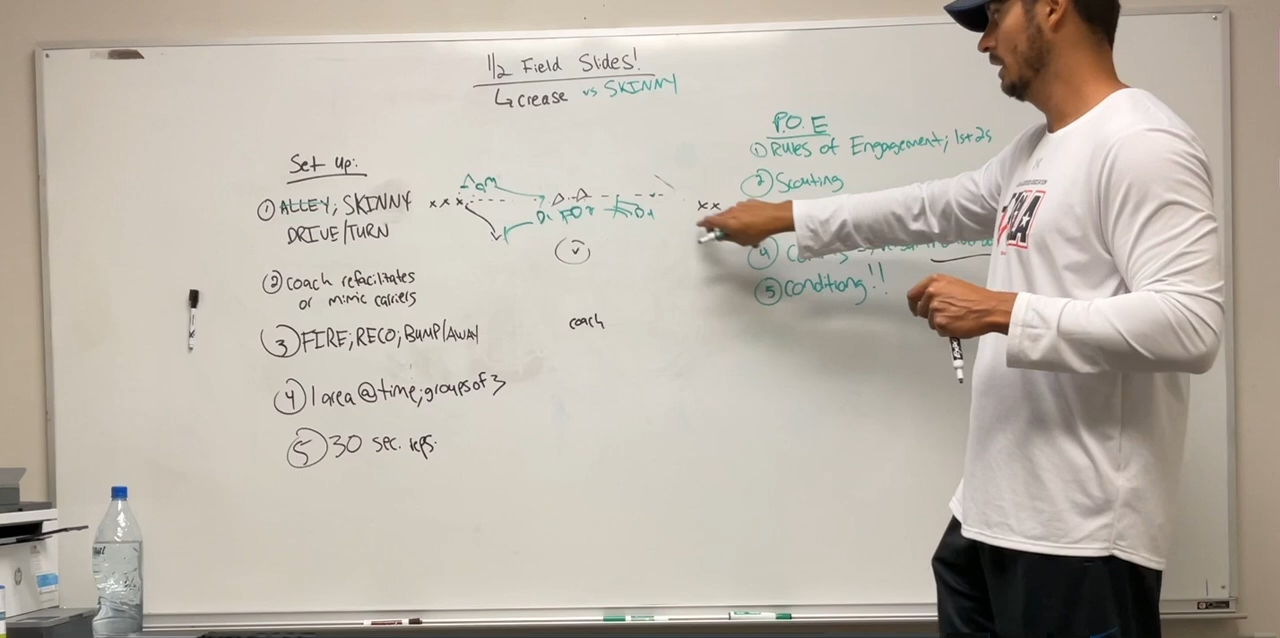 1/2 Field Slides!
↳ crease vs SKINNY
Set up:
① ALLEY; SKINNY
DRIVE/TURN
② coach refacilitates
or mimic carriers
③ FIRE; RECO; BUMP/AWAY
④ 1 area @ time; groups of 3
⑤ 30 sec. reps.
x x x
x x
coach
P.O.E
① Rules of Engagement; 1st 2s
② Scouting
④
⑤ conditiong!!